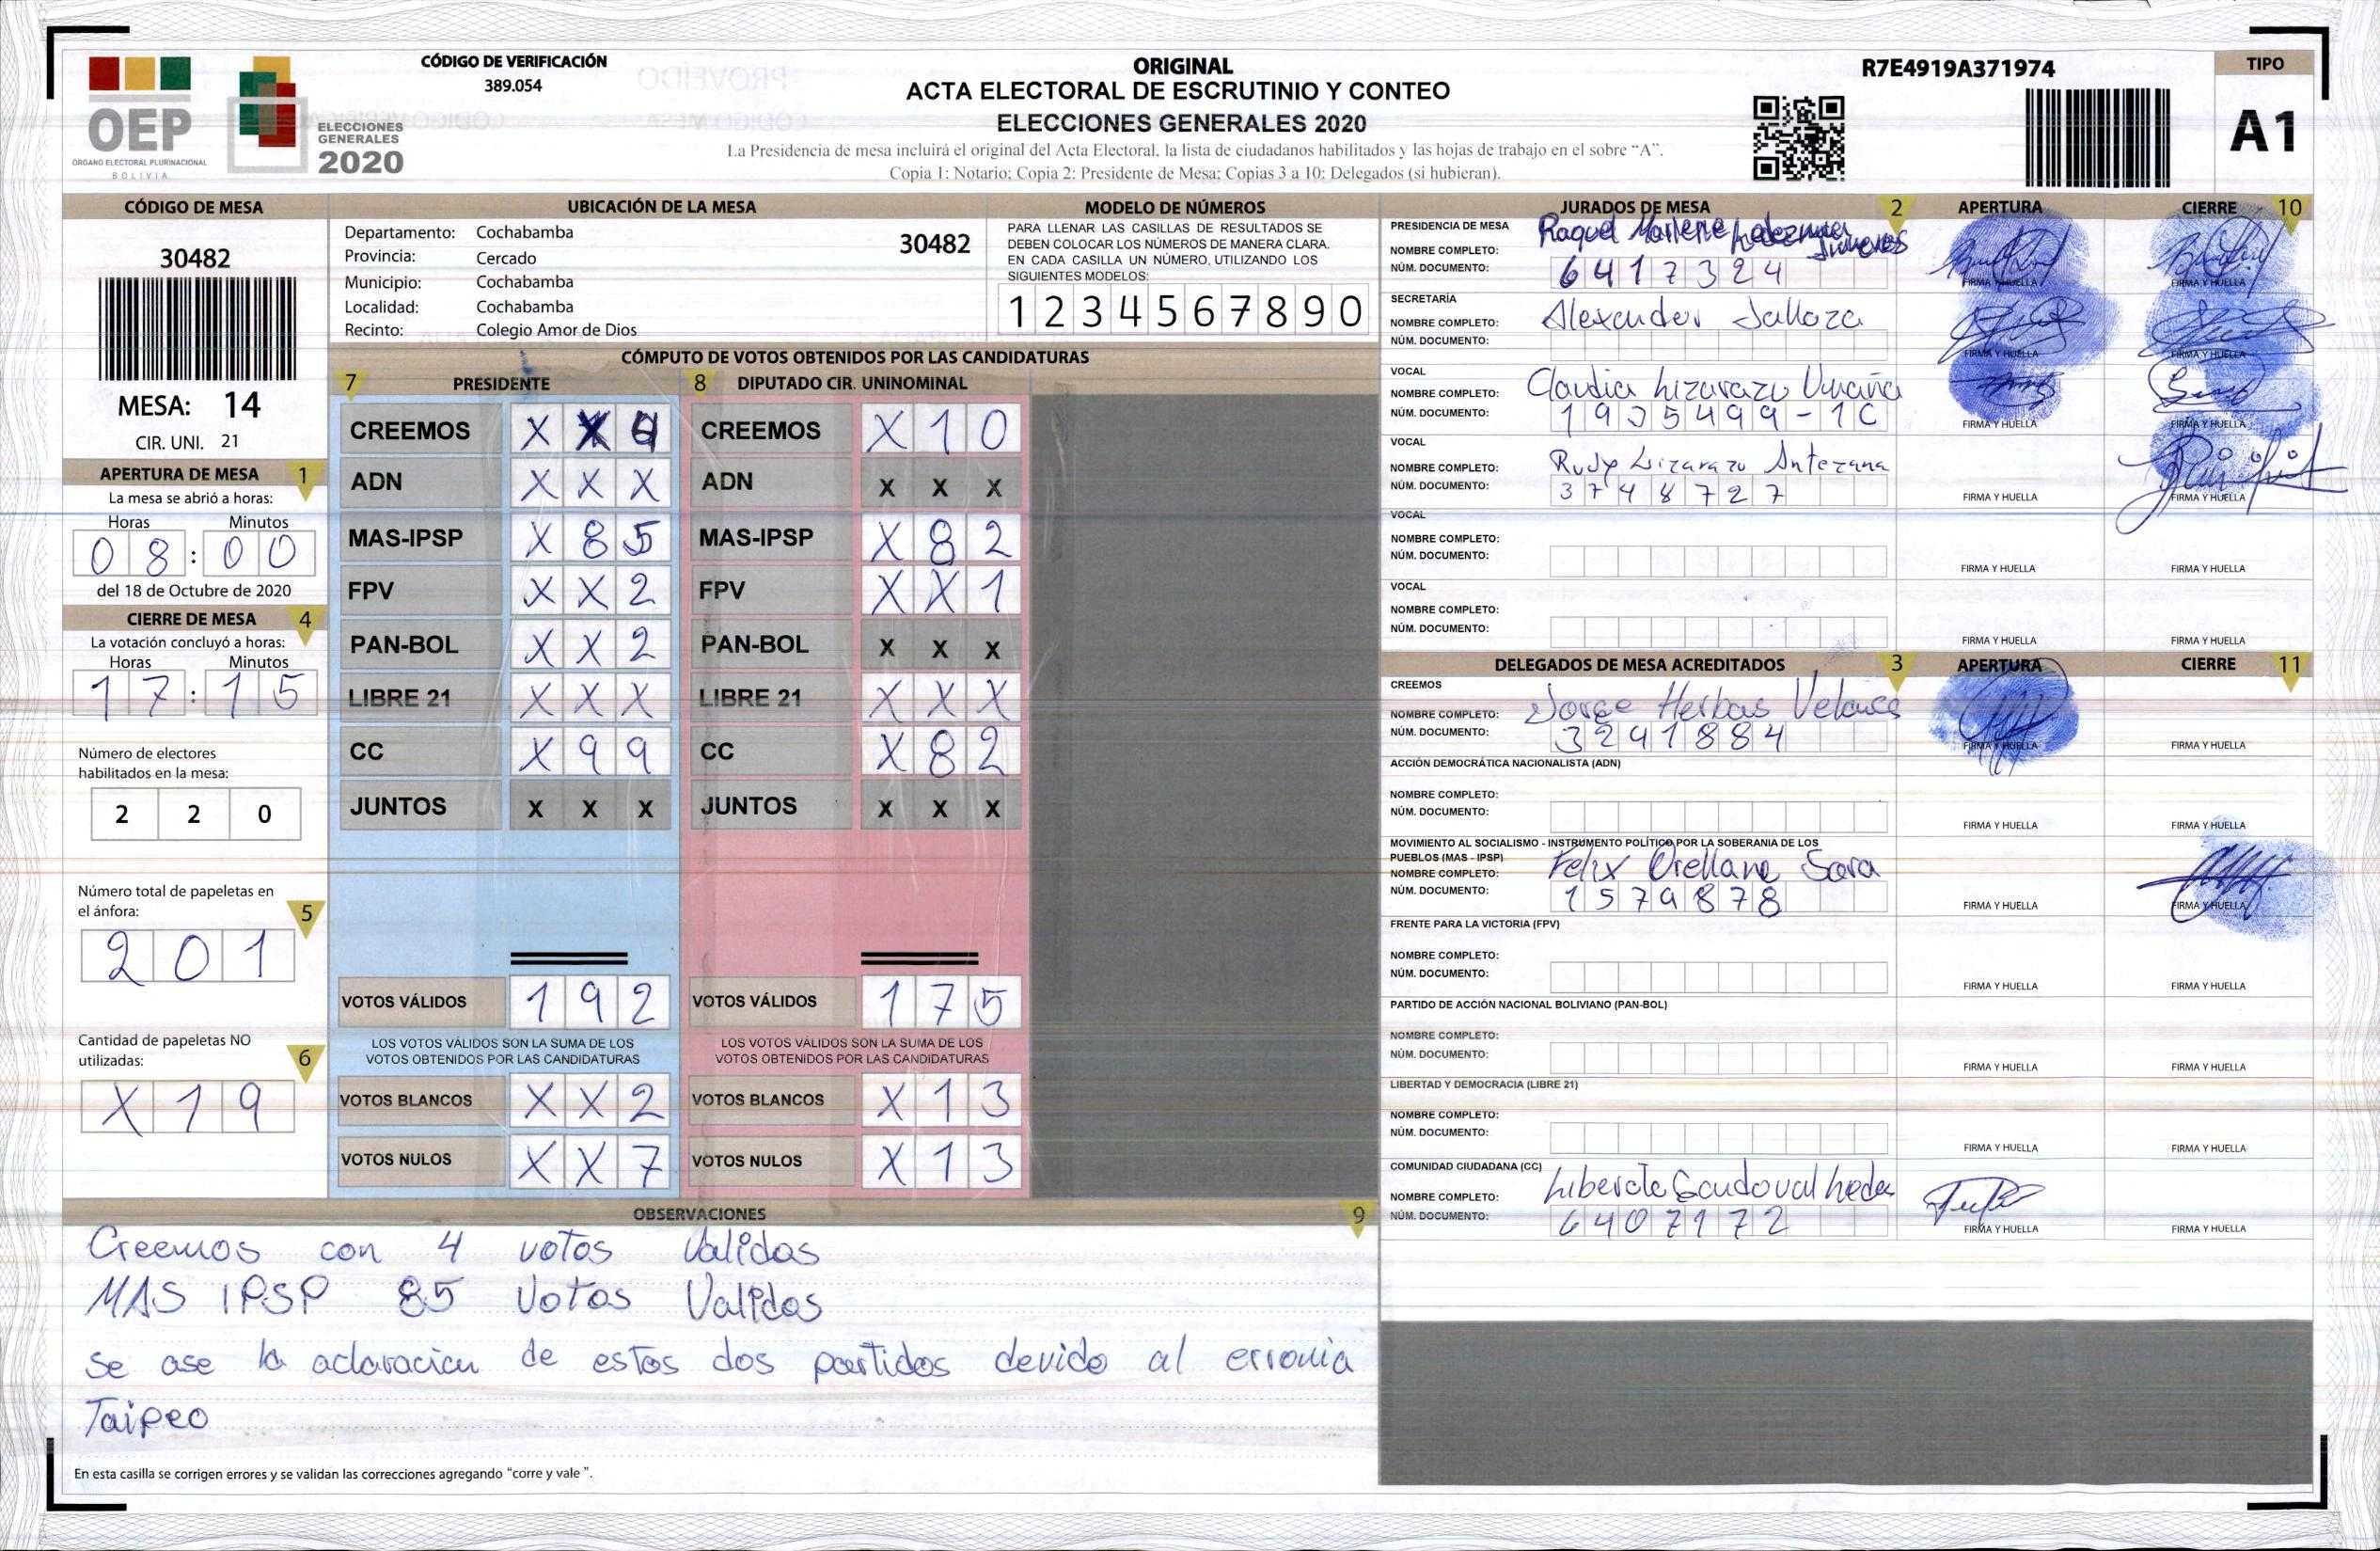 CÓDIGO DE VERIFICACIÓN
389.054
OEP
ÓRGANO ELECTORAL PLURINACIONAL
BOLIVIA
ELECCIONES
GENERALES
2020
ORIGINAL
ACTA ELECTORAL DE ESCRUTINIO Y CONTEO
ELECCIONES GENERALES 2020
La Presidencia de mesa incluirá el original del Acta Electoral, la lista de ciudadanos habilitados y las hojas de trabajo en el sobre “A”.
Copia 1: Notario; Copia 2: Presidente de Mesa; Copias 3 a 10: Delegados (si hubieran).
R7E4919A371974
TIPO
A1
CÓDIGO DE MESA
30482
MESA: 14
CIR. UNI. 21
APERTURA DE MESA 1
La mesa se abrió a horas:
Horas Minutos
08:00
del 18 de Octubre de 2020
CIERRE DE MESA 4
La votación concluyó a horas:
Horas Minutos
17:15
Número de electores
habilitados en la mesa:
2 2 0
Número total de papeletas en
el ánfora: 5
2 0 1
Cantidad de papeletas NO
utilizadas: 6
X 1 9
UBICACIÓN DE LA MESA
Departamento: Cochabamba 30482
Provincia: Cercado
Municipio: Cochabamba
Localidad: Cochabamba
Recinto: Colegio Amor de Dios
MODELO DE NÚMEROS
PARA LLENAR LAS CASILLAS DE RESULTADOS SE
DEBEN COLOCAR LOS NÚMEROS DE MANERA CLARA.
EN CADA CASILLA UN NÚMERO, UTILIZANDO LOS
SIGUIENTES MODELOS:
1 2 3 4 5 6 7 8 9 0
CÓMPUTO DE VOTOS OBTENIDOS POR LAS CANDIDATURAS
7 PRESIDENTE 8 DIPUTADO CIR. UNINOMINAL
CREEMOS X X 4 CREEMOS X 1 0
ADN X X X ADN X X X
MAS-IPSP X 8 5 MAS-IPSP X 8 2
FPV X X 2 FPV X X 1
PAN-BOL X X 2 PAN-BOL X X X
LIBRE 21 X X X LIBRE 21 X X X
CC X 9 9 CC X 8 2
JUNTOS X X X JUNTOS X X X
VOTOS VÁLIDOS 1 9 2 VOTOS VÁLIDOS 1 7 5
LOS VOTOS VÁLIDOS SON LA SUMA DE LOS LOS VOTOS VÁLIDOS SON LA SUMA DE LOS
VOTOS OBTENIDOS POR LAS CANDIDATURAS VOTOS OBTENIDOS POR LAS CANDIDATURAS
VOTOS BLANCOS X X 2 VOTOS BLANCOS X 1 3
VOTOS NULOS X X 7 VOTOS NULOS X 1 3
OBSERVACIONES 9
Creemos con 4 votos Validos
MAS IPSP 85 Votos Validos
se ase la aclaracion de estos dos partidos devido al erronia
Taipeo
En esta casilla se corrigen errores y se validan las correcciones agregando “corre y vale ”.
JURADOS DE MESA 2 APERTURA CIERRE 10
PRESIDENCIA DE MESA
NOMBRE COMPLETO: Raquel Marlene
NÚM. DOCUMENTO: 6417324
FIRMA Y HUELLA FIRMA Y HUELLA
SECRETARÍA
NOMBRE COMPLETO: Alexander
NÚM. DOCUMENTO:
FIRMA Y HUELLA FIRMA Y HUELLA
VOCAL
NOMBRE COMPLETO: Claudia Lizarazu Umaña
NÚM. DOCUMENTO: 1935499-1C
FIRMA Y HUELLA FIRMA Y HUELLA
VOCAL
NOMBRE COMPLETO: Rudy Lizarazu Antezana
NÚM. DOCUMENTO: 3748727
FIRMA Y HUELLA FIRMA Y HUELLA
VOCAL
NOMBRE COMPLETO:
NÚM. DOCUMENTO:
FIRMA Y HUELLA FIRMA Y HUELLA
VOCAL
NOMBRE COMPLETO:
NÚM. DOCUMENTO:
FIRMA Y HUELLA FIRMA Y HUELLA
DELEGADOS DE MESA ACREDITADOS 3 APERTURA CIERRE 11
CREEMOS
NOMBRE COMPLETO: Jorge Herbas
NÚM. DOCUMENTO: 3291884
FIRMA Y HUELLA FIRMA Y HUELLA
ACCIÓN DEMOCRÁTICA NACIONALISTA (ADN)
NOMBRE COMPLETO:
NÚM. DOCUMENTO:
FIRMA Y HUELLA FIRMA Y HUELLA
MOVIMIENTO AL SOCIALISMO - INSTRUMENTO POLÍTICO POR LA SOBERANIA DE LOS
PUEBLOS (MAS - IPSP)
NOMBRE COMPLETO: Felix Orellana Sora
NÚM. DOCUMENTO: 1579878
FIRMA Y HUELLA FIRMA Y HUELLA
FRENTE PARA LA VICTORIA (FPV)
NOMBRE COMPLETO:
NÚM. DOCUMENTO:
FIRMA Y HUELLA FIRMA Y HUELLA
PARTIDO DE ACCIÓN NACIONAL BOLIVIANO (PAN-BOL)
NOMBRE COMPLETO:
NÚM. DOCUMENTO:
FIRMA Y HUELLA FIRMA Y HUELLA
LIBERTAD Y DEMOCRACIA (LIBRE 21)
NOMBRE COMPLETO:
NÚM. DOCUMENTO:
FIRMA Y HUELLA FIRMA Y HUELLA
COMUNIDAD CIUDADANA (CC)
NOMBRE COMPLETO: Sandoval
NÚM. DOCUMENTO: 6407172
FIRMA Y HUELLA FIRMA Y HUELLA